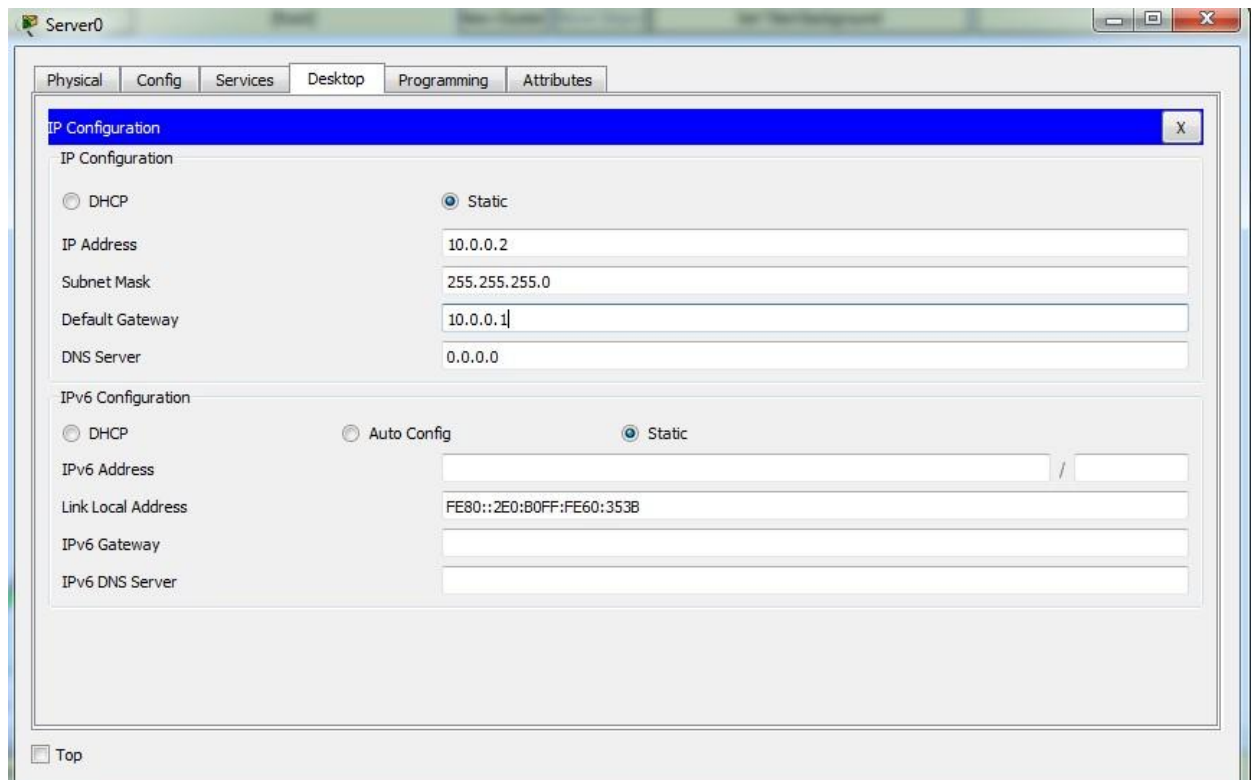 Server0
X
Physical Config Services Desktop Programming Attributes
IP Configuration X
IP Configuration
DHCP Static
IP Address 10.0.0.2
Subnet Mask 255.255.255.0
Default Gateway 10.0.0.1
DNS Server 0.0.0.0
IPv6 Configuration
DHCP Auto Config Static
IPv6 Address /
Link Local Address FE80::2E0:B0FF:FE60:353B
IPv6 Gateway
IPv6 DNS Server
Top